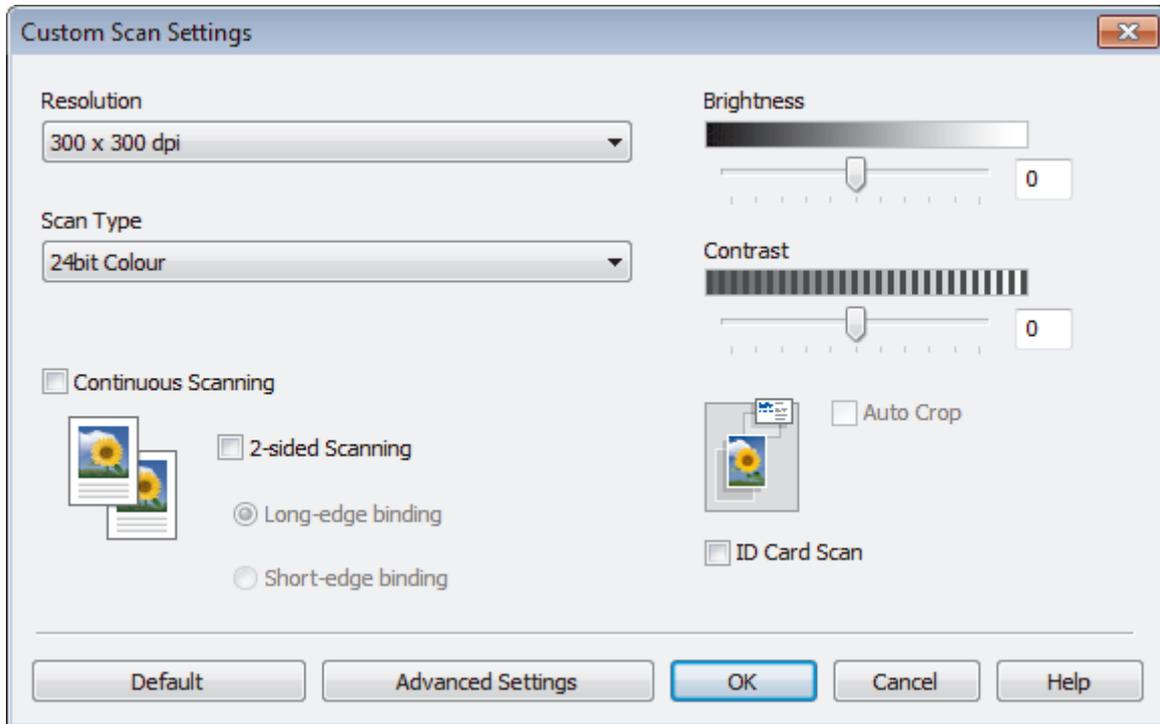 Custom Scan Settings
Resolution
300 x 300 dpi
Scan Type
24bit Colour
Continuous Scanning
2-sided Scanning
Long-edge binding
Short-edge binding
Brightness
0
Contrast
0
Auto Crop
ID Card Scan
Default
Advanced Settings
OK
Cancel
Help